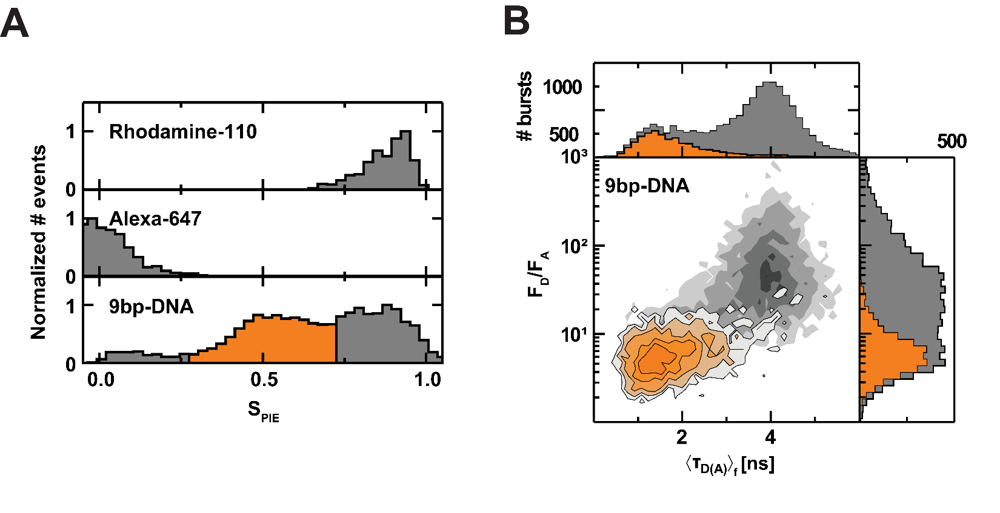 A
Normalized # events
1
Rhodamine-110
0
1
Alexa-647
0
1
9bp-DNA
0
0.0
0.5
1.0
S_PIE
B
# bursts
1000
500
500
10³
9bp-DNA
10²
F_D/F_A
10¹
2
4
⟨τ_D(A)⟩_f [ns]